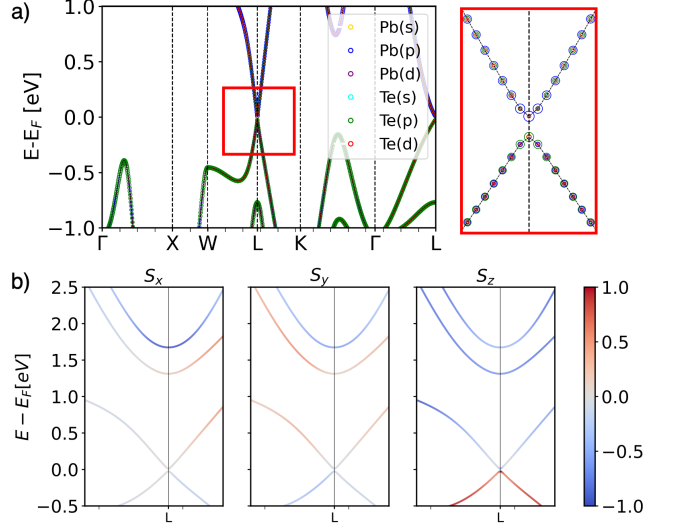 a)
E-E_F [eV]
1.0
0.5
0.0
−0.5
−1.0
Γ X W L K Γ L
Pb(s)
Pb(p)
Pb(d)
Te(s)
Te(p)
Te(d)
b)
S_x S_y S_z
E − E_F[eV]
2.5
2.0
1.5
1.0
0.5
0.0
−0.5
L L L
1.0
0.5
0.0
−0.5
−1.0